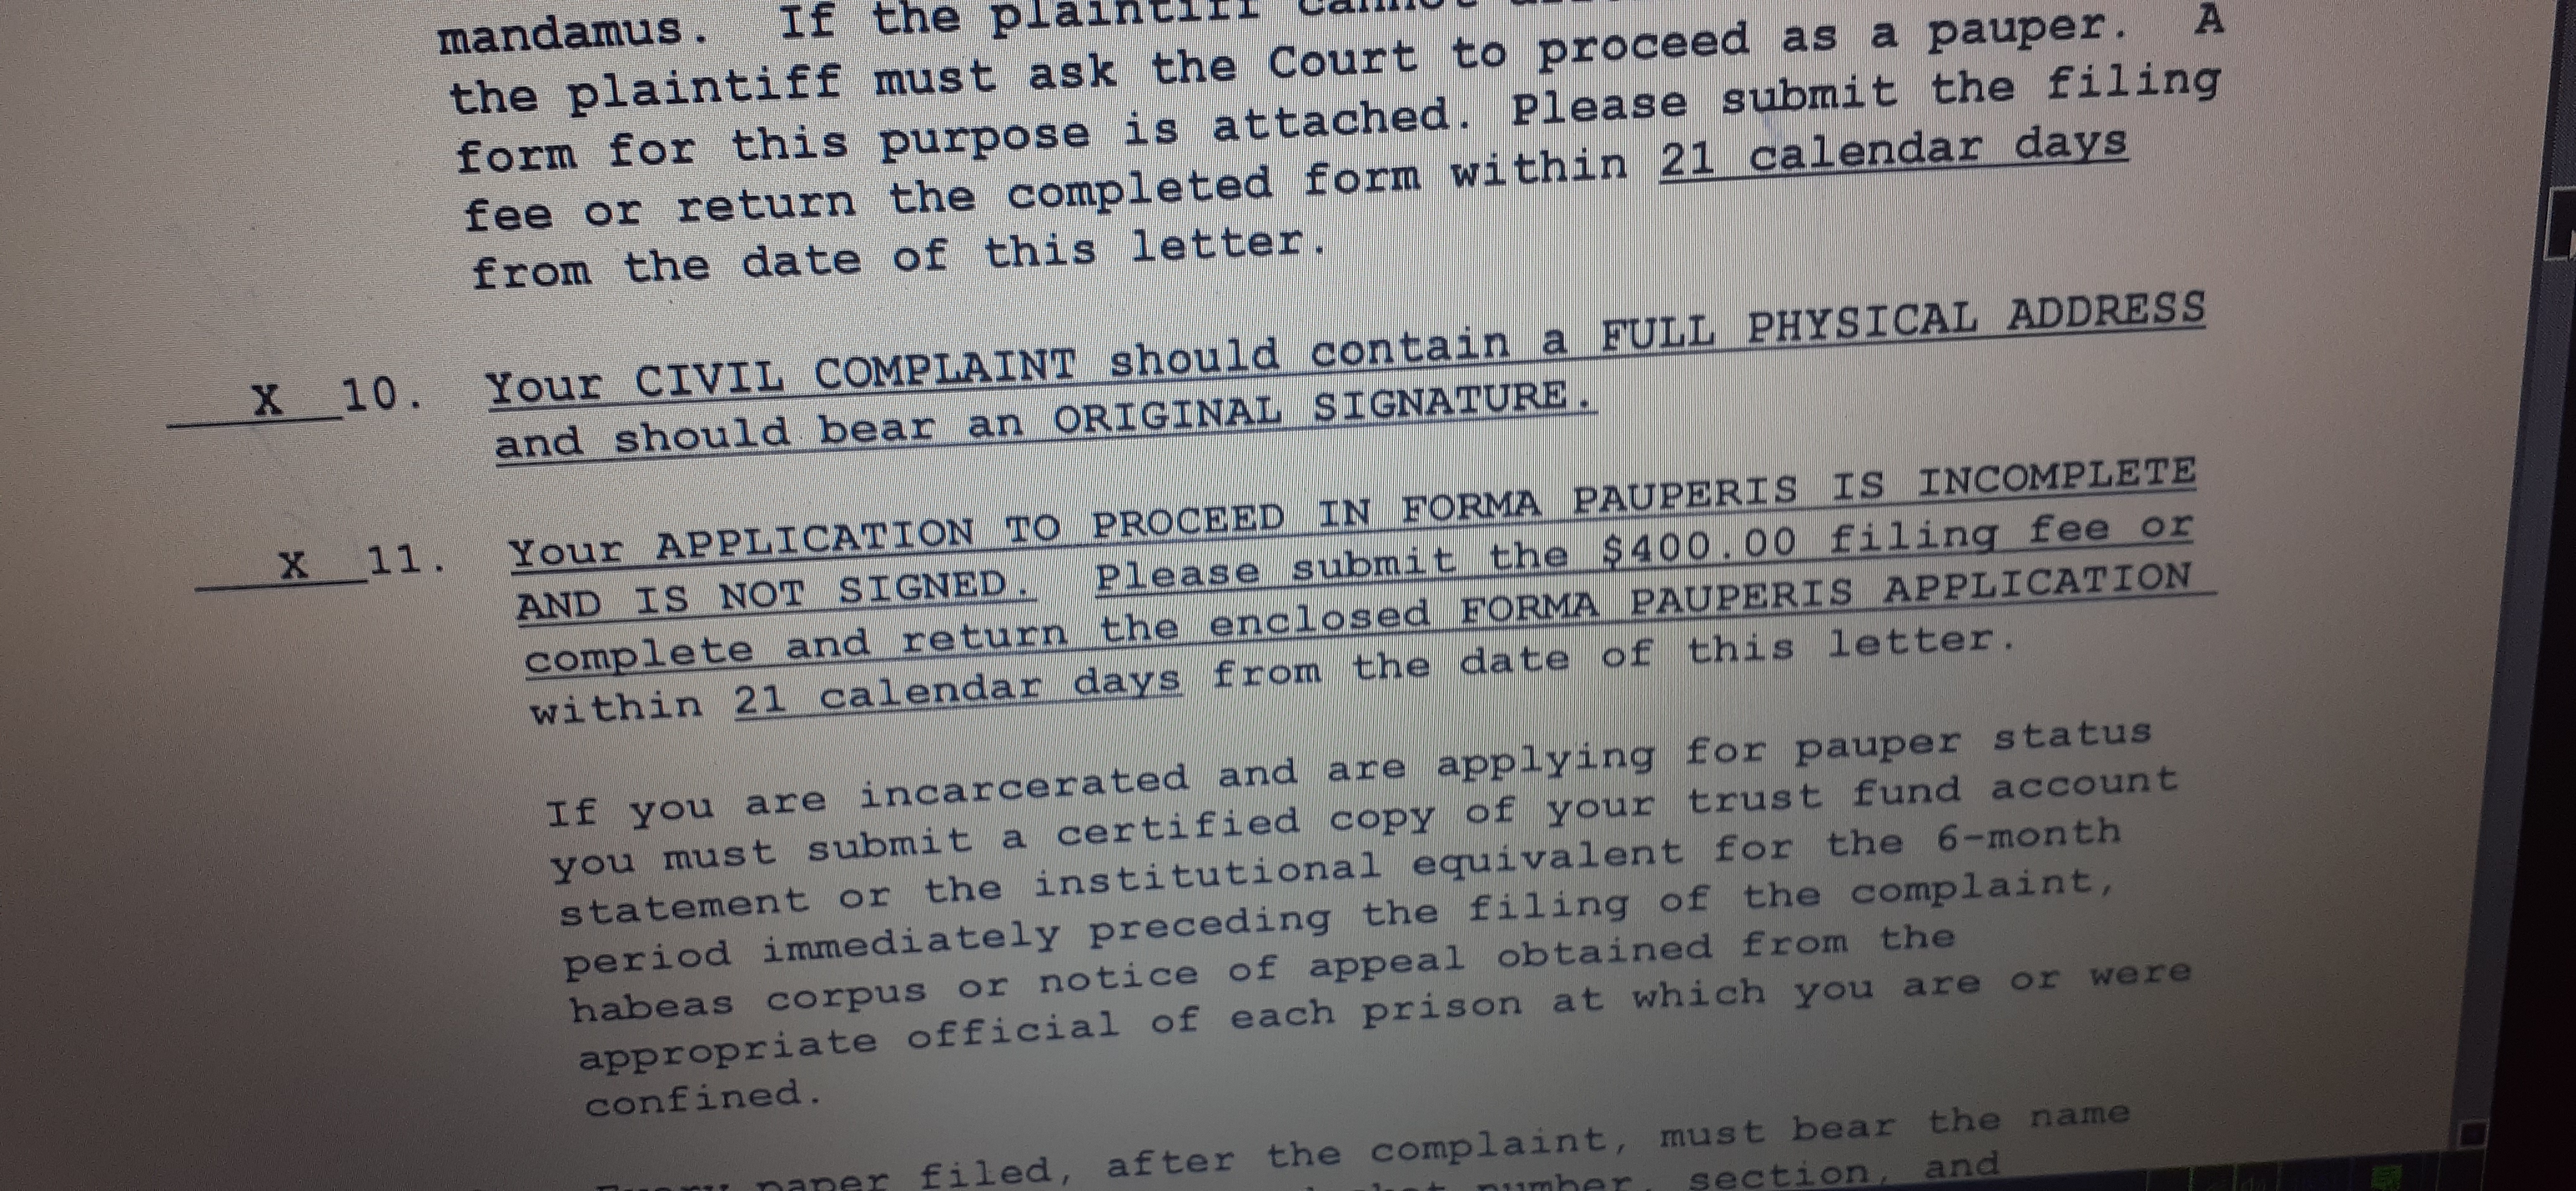 mandamus. If the plaintiff cannot
the plaintiff must ask the Court to proceed as a pauper. A
form for this purpose is attached. Please submit the filing
fee or return the completed form within 21 calendar days
from the date of this letter.
X 10. Your CIVIL COMPLAINT should contain a FULL PHYSICAL ADDRESS
and should bear an ORIGINAL SIGNATURE.
X 11. Your APPLICATION TO PROCEED IN FORMA PAUPERIS IS INCOMPLETE
AND IS NOT SIGNED. Please submit the $400.00 filing fee or
complete and return the enclosed FORMA PAUPERIS APPLICATION
within 21 calendar days from the date of this letter.
If you are incarcerated and are applying for pauper status
you must submit a certified copy of your trust fund account
statement or the institutional equivalent for the 6-month
period immediately preceding the filing of the complaint,
habeas corpus or notice of appeal obtained from the
appropriate official of each prison at which you are or were
confined.
Every paper filed, after the complaint, must bear the name
number, section, and